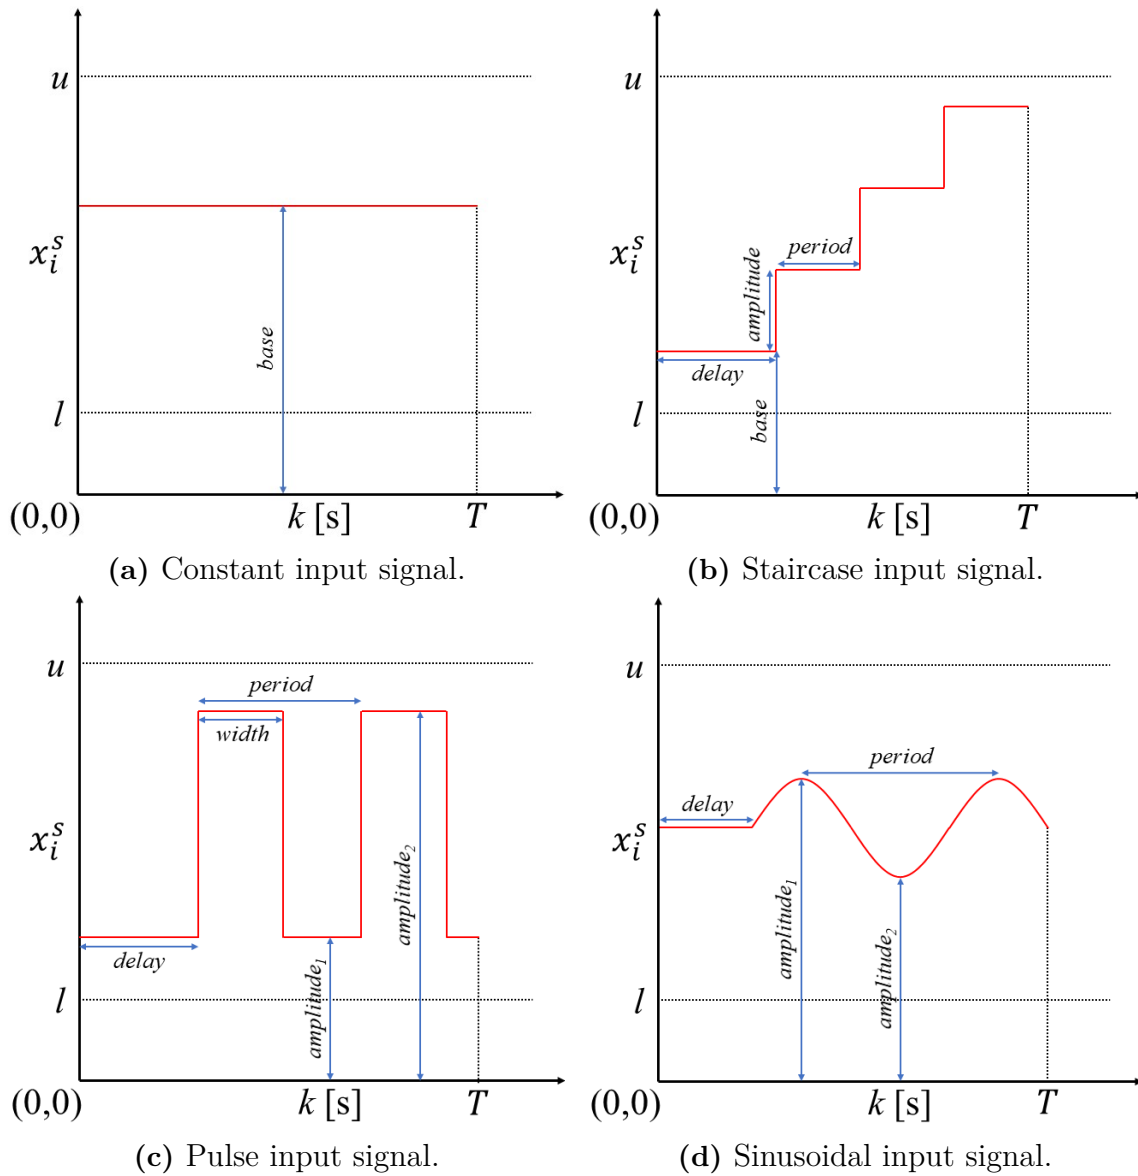 u
x_i^s
base
l
(0,0)
k [s]
T
(a) Constant input signal.
u
x_i^s
period
amplitude
delay
base
l
(0,0)
k [s]
T
(b) Staircase input signal.
u
period
width
x_i^s
amplitude_2
delay
amplitude_1
l
(0,0)
k [s]
T
(c) Pulse input signal.
u
period
delay
x_i^s
amplitude_1
amplitude_2
l
(0,0)
k [s]
T
(d) Sinusoidal input signal.